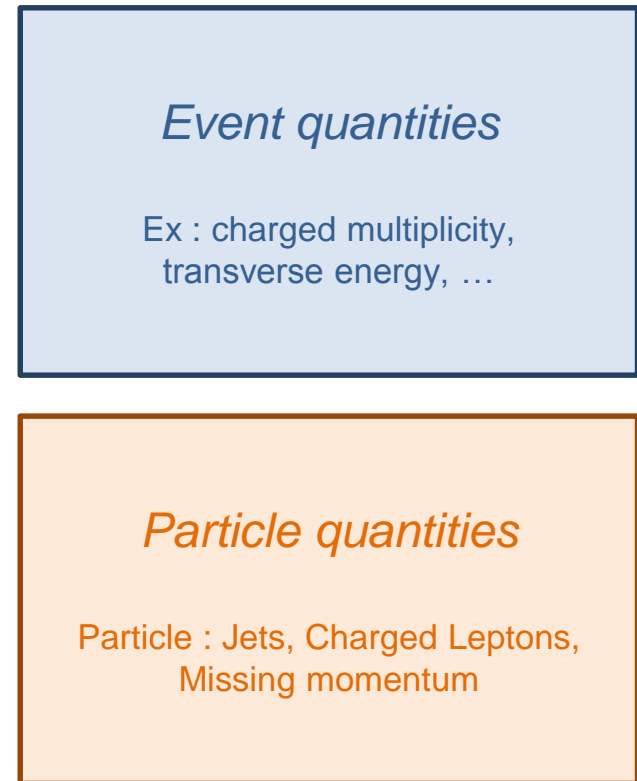 Event quantities
Ex : charged multiplicity,
transverse energy, …
Particle quantities
Particle : Jets, Charged Leptons,
Missing momentum